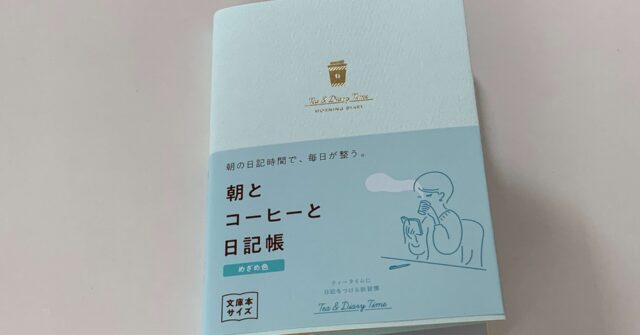 Tea & Diary Time
MORNING DIARY
朝の日記時間で、毎日が整う。
朝と
コーヒーと
日記帳
めざめ色
ティータイムに
日記をつける新習慣
文庫本
サイズ
Tea & Diary Time